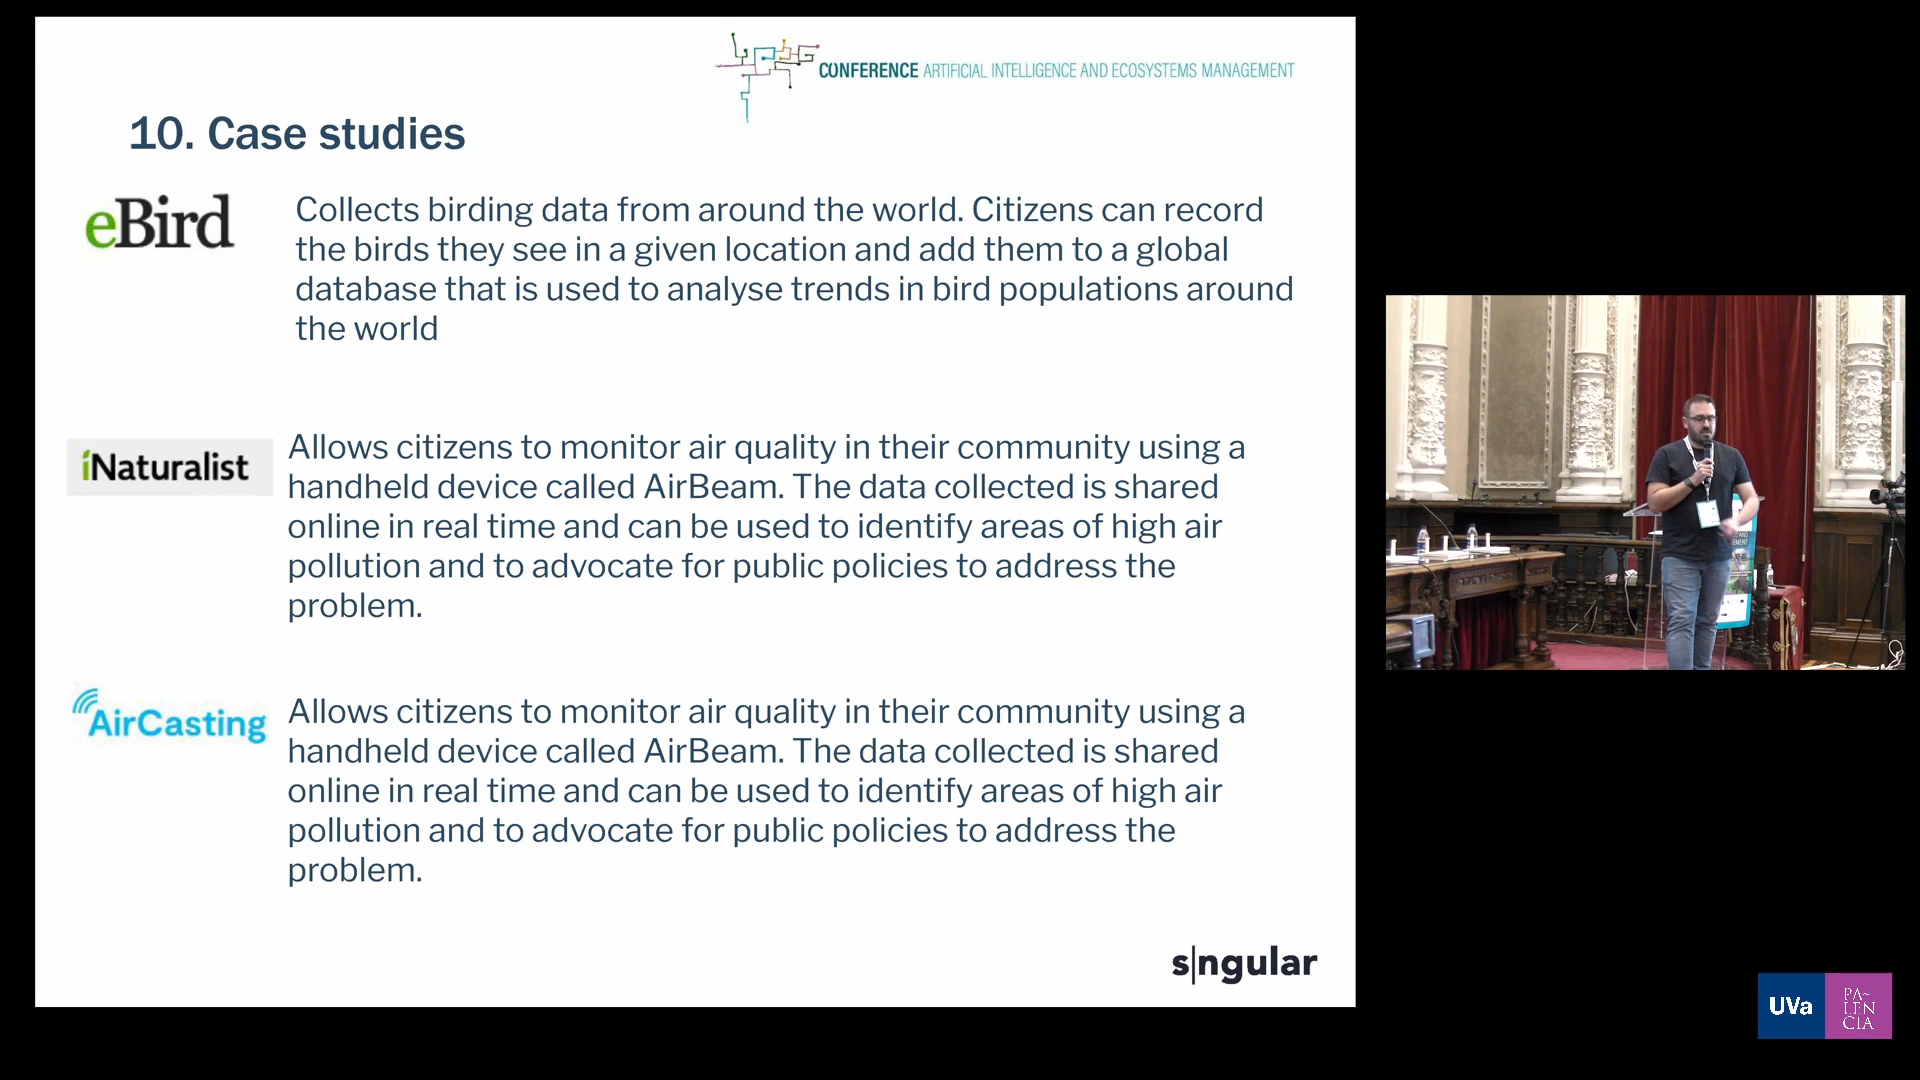 CONFERENCE ARTIFICIAL INTELLIGENCE AND ECOSYSTEMS MANAGEMENT
10. Case studies
eBird
Collects birding data from around the world. Citizens can record
the birds they see in a given location and add them to a global
database that is used to analyse trends in bird populations around
the world
iNaturalist
Allows citizens to monitor air quality in their community using a
handheld device called AirBeam. The data collected is shared
online in real time and can be used to identify areas of high air
pollution and to advocate for public policies to address the
problem.
AirCasting
Allows citizens to monitor air quality in their community using a
handheld device called AirBeam. The data collected is shared
online in real time and can be used to identify areas of high air
pollution and to advocate for public policies to address the
problem.
s|ngular
UVa
PA-
LEN
CIA